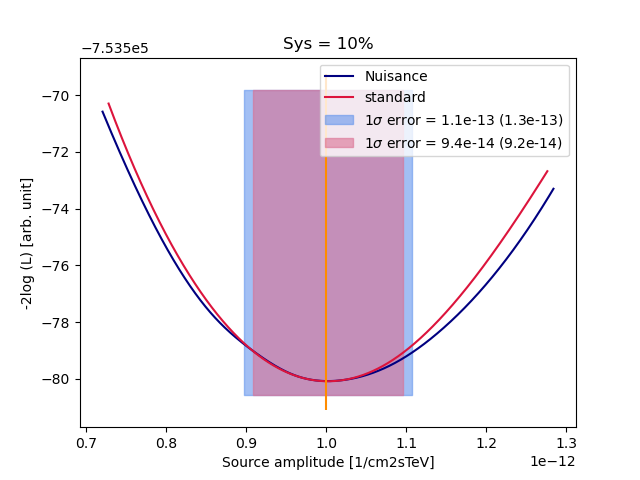 Sys = 10%
−7.535e5
Nuisance
standard
1σ error = 1.1e-13 (1.3e-13)
1σ error = 9.4e-14 (9.2e-14)
−70
−72
−74
−76
−78
−80
-2log (L) [arb. unit]
0.7 0.8 0.9 1.0 1.1 1.2 1.3
Source amplitude [1/cm2sTeV]
1e−12